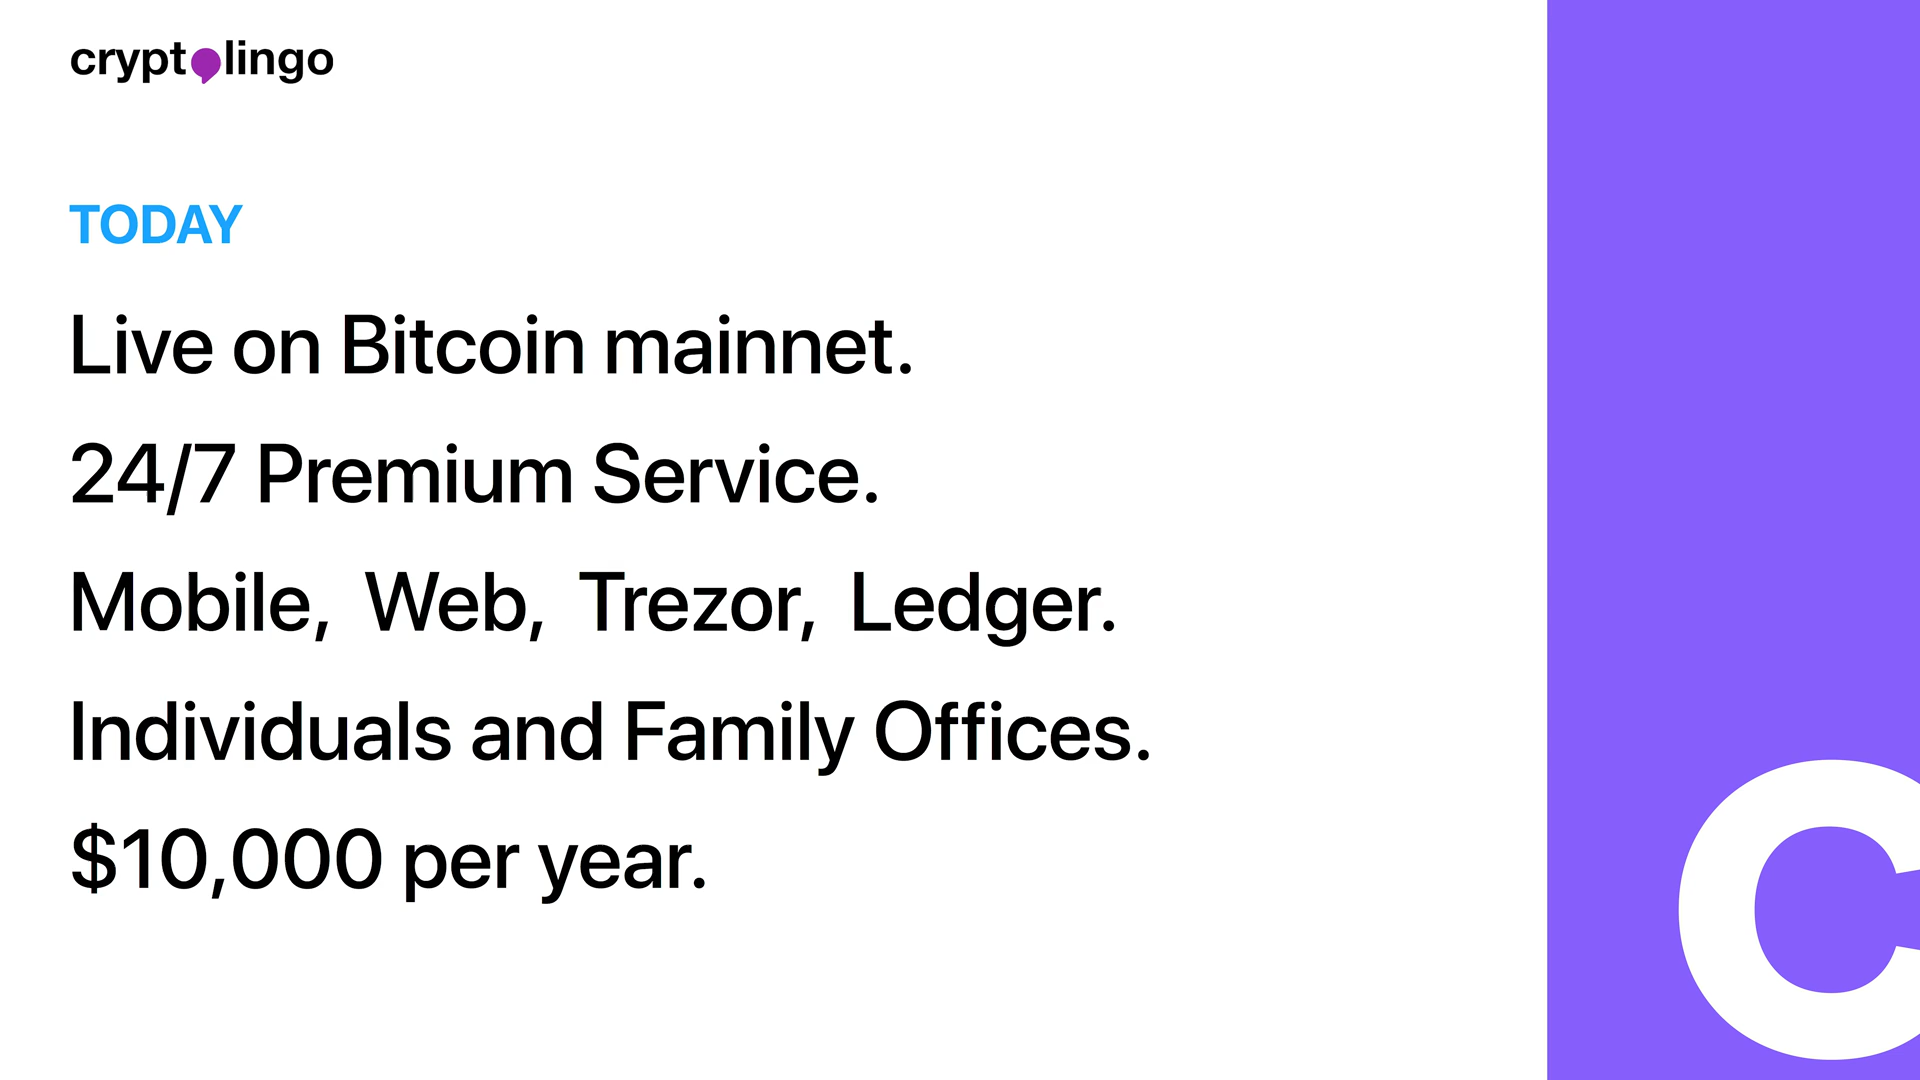 cryptolingo
TODAY
Live on Bitcoin mainnet.
24/7 Premium Service.
Mobile, Web, Trezor, Ledger.
Individuals and Family Offices.
$10,000 per year.
C